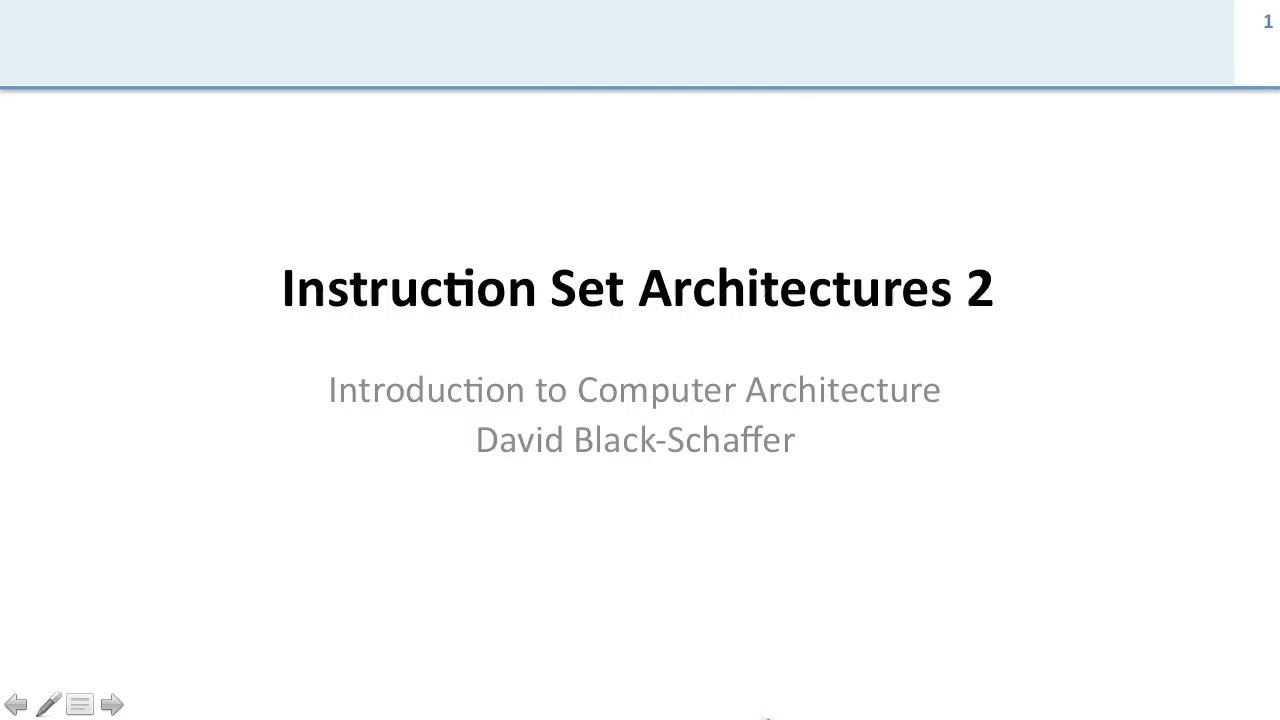 1
Instruction Set Architectures 2
Introduction to Computer Architecture
David Black-Schaffer